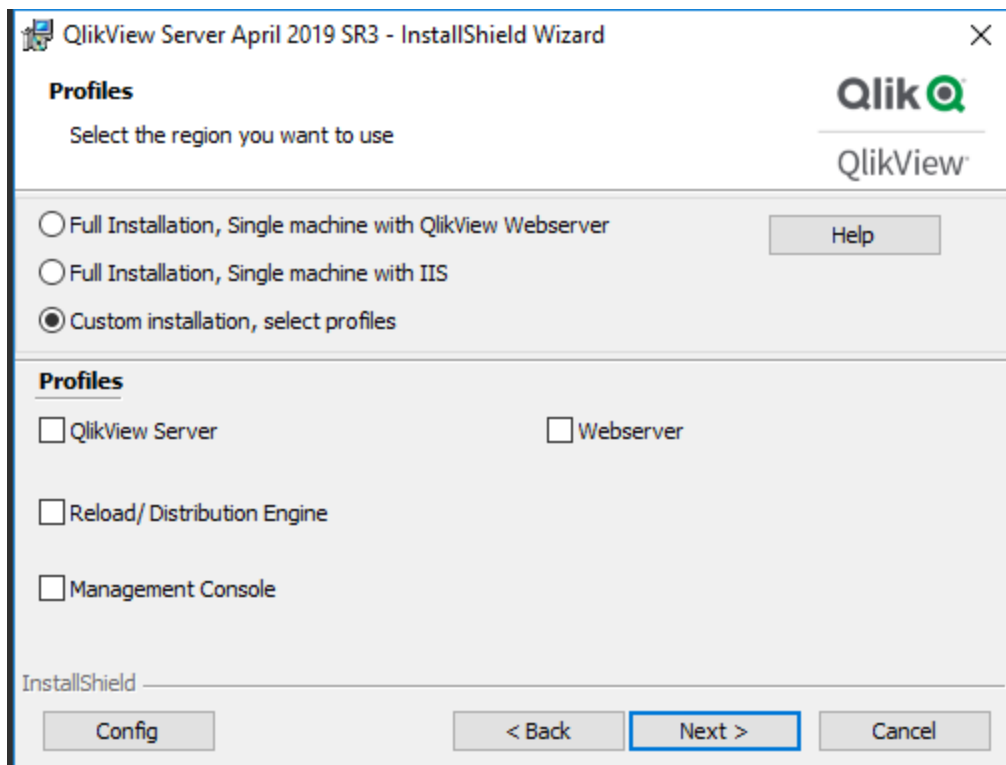 QlikView Server April 2019 SR3 - InstallShield Wizard
Profiles
Select the region you want to use
Qlik
QlikView
Full Installation, Single machine with QlikView Webserver
Help
Full Installation, Single machine with IIS
Custom installation, select profiles
Profiles
QlikView Server
Webserver
Reload/ Distribution Engine
Management Console
InstallShield
Config
< Back
Next >
Cancel